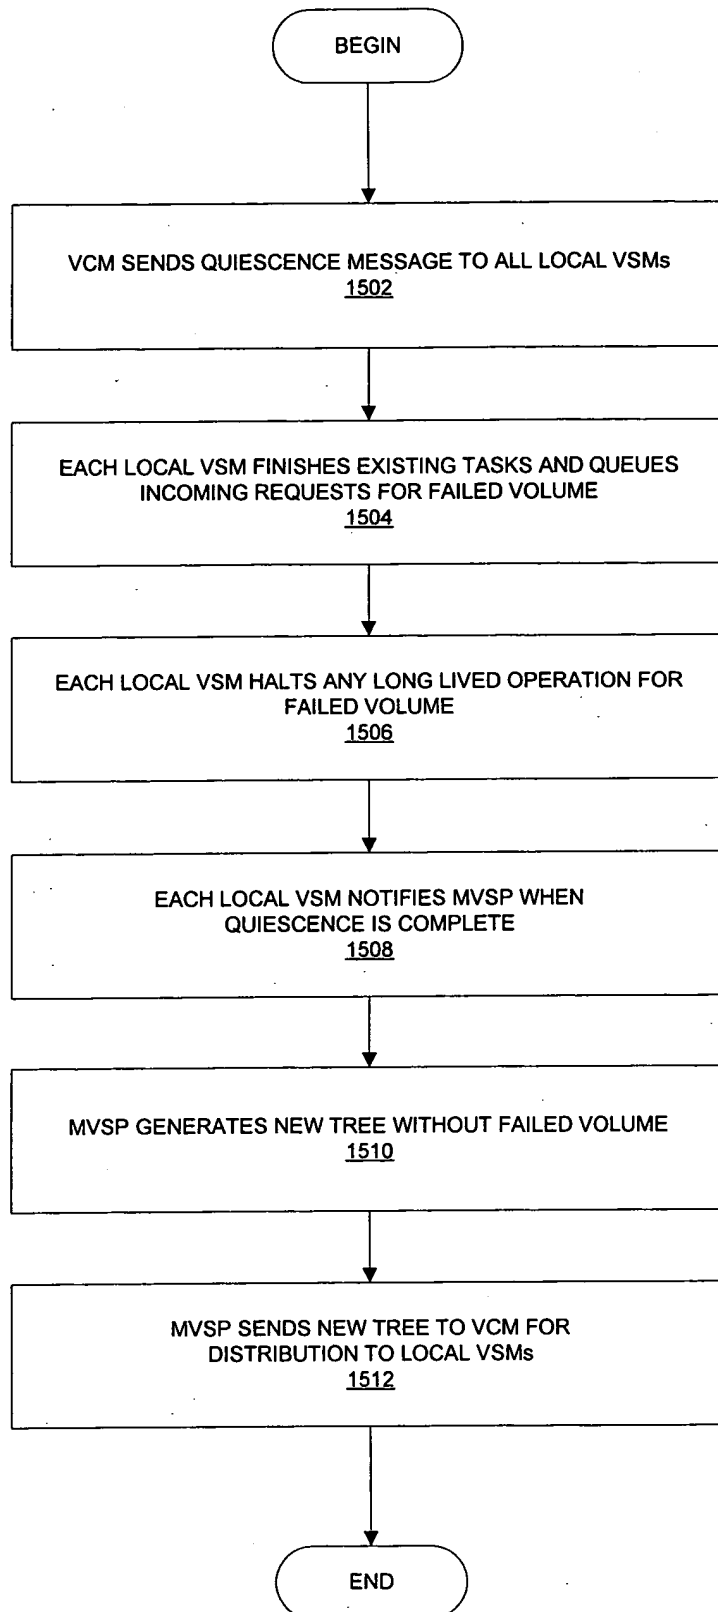 BEGIN
VCM SENDS QUIESCENCE MESSAGE TO ALL LOCAL VSMs
1502
EACH LOCAL VSM FINISHES EXISTING TASKS AND QUEUES
INCOMING REQUESTS FOR FAILED VOLUME
1504
EACH LOCAL VSM HALTS ANY LONG LIVED OPERATION FOR
FAILED VOLUME
1506
EACH LOCAL VSM NOTIFIES MVSP WHEN
QUIESCENCE IS COMPLETE
1508
MVSP GENERATES NEW TREE WITHOUT FAILED VOLUME
1510
MVSP SENDS NEW TREE TO VCM FOR
DISTRIBUTION TO LOCAL VSMs
1512
END